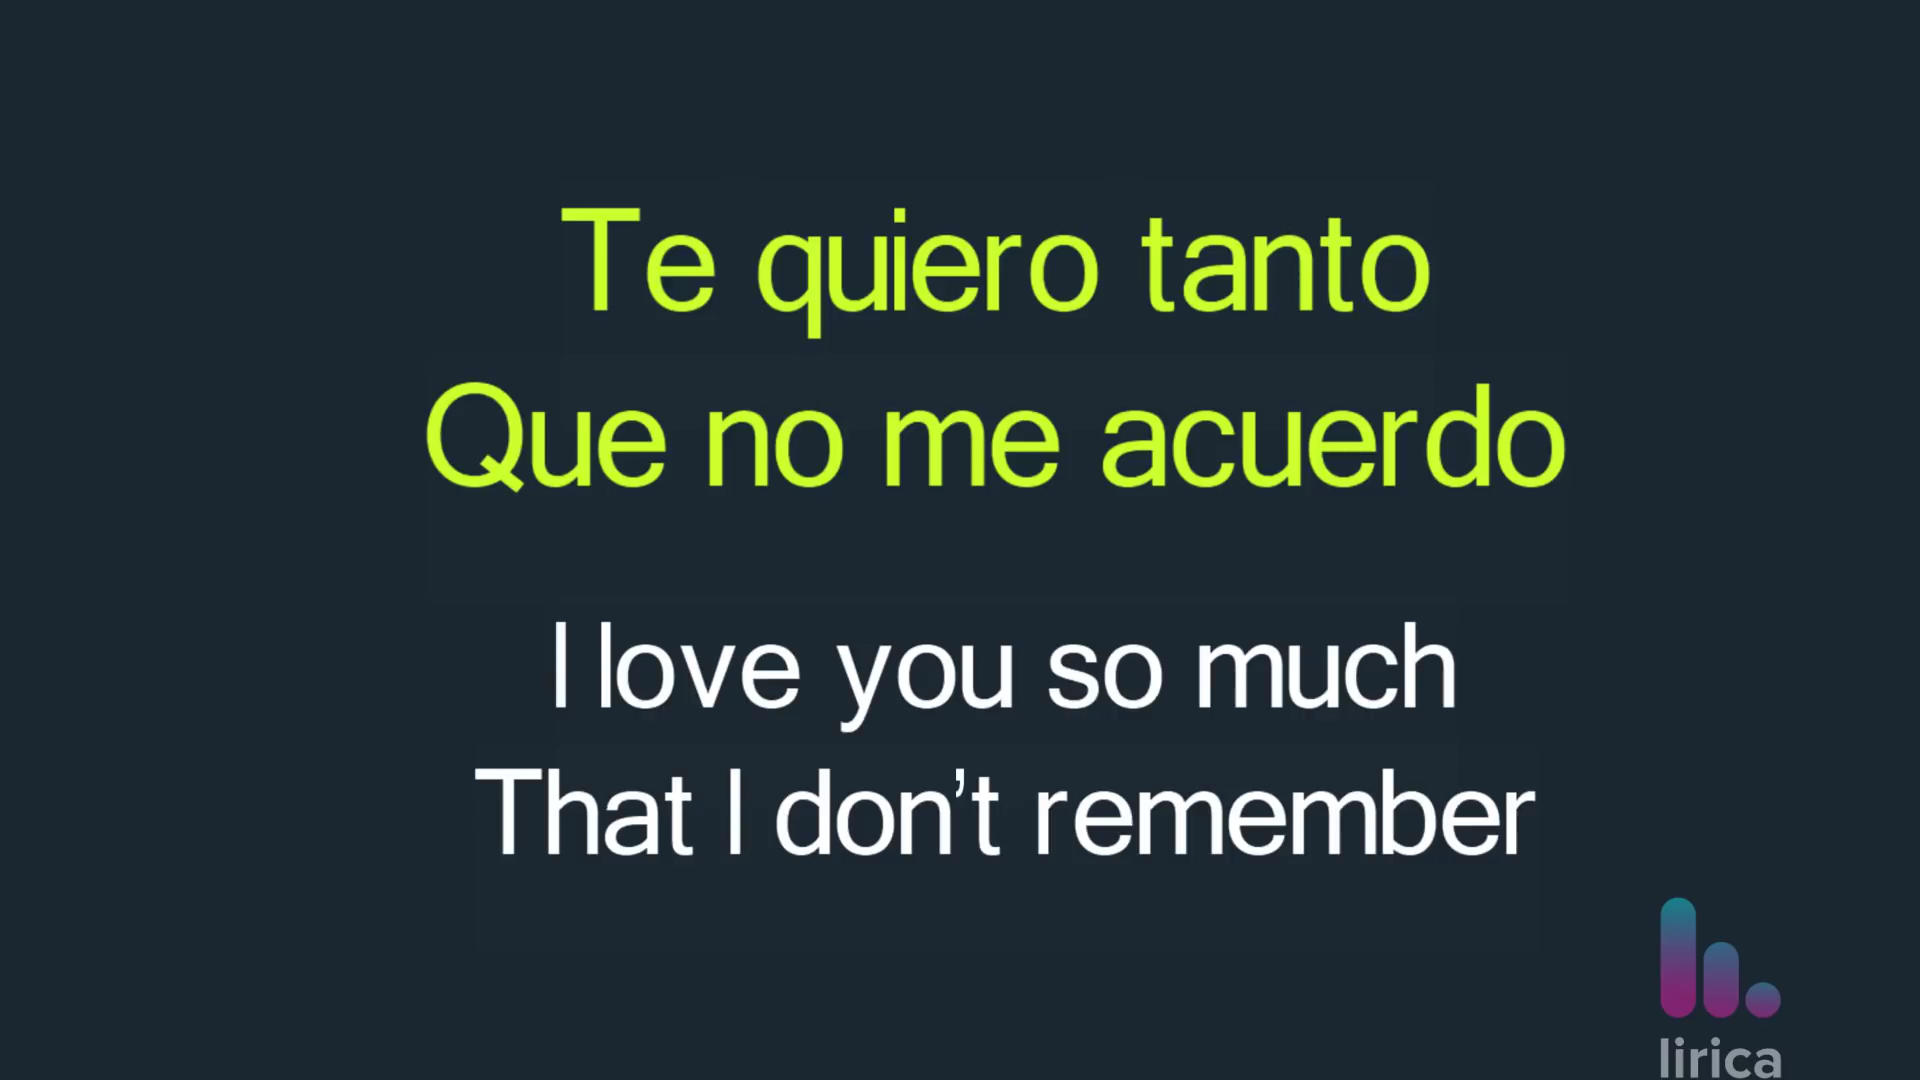 Te quiero tanto
Que no me acuerdo
I love you so much
That I don’t remember
lirica